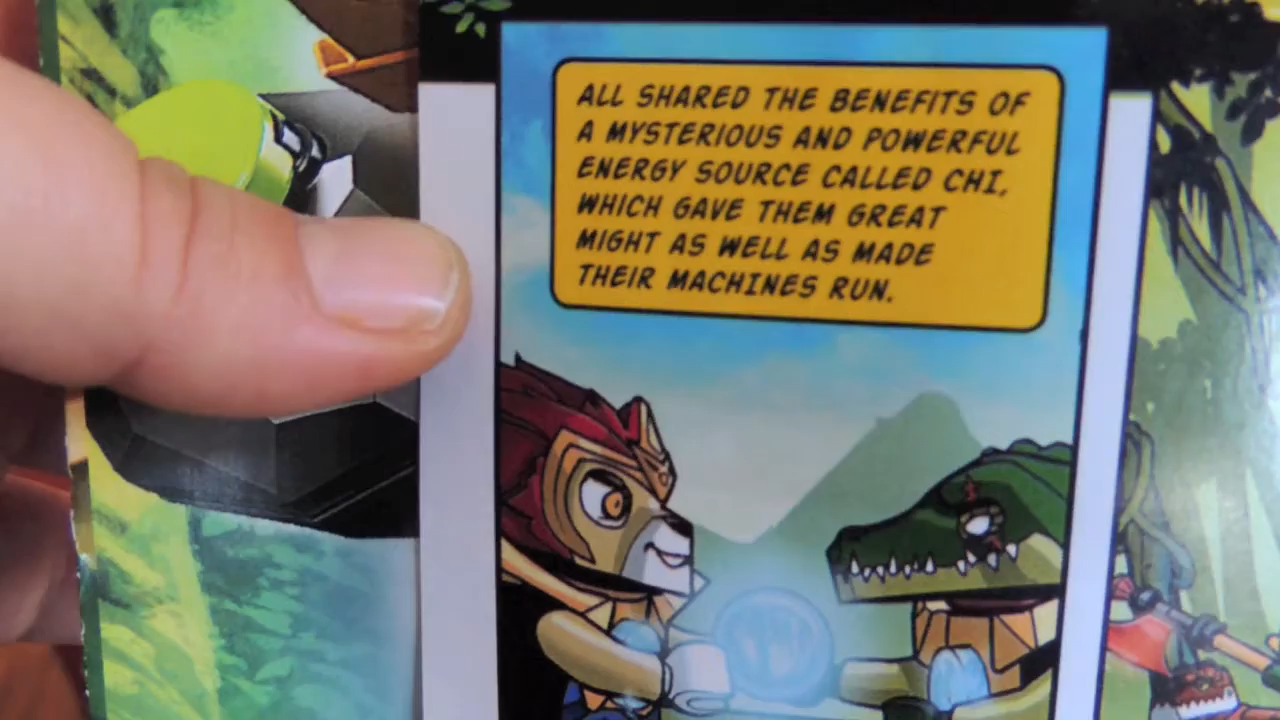 ALL SHARED THE BENEFITS OF
A MYSTERIOUS AND POWERFUL
ENERGY SOURCE CALLED CHI,
WHICH GAVE THEM GREAT
MIGHT AS WELL AS MADE
THEIR MACHINES RUN.